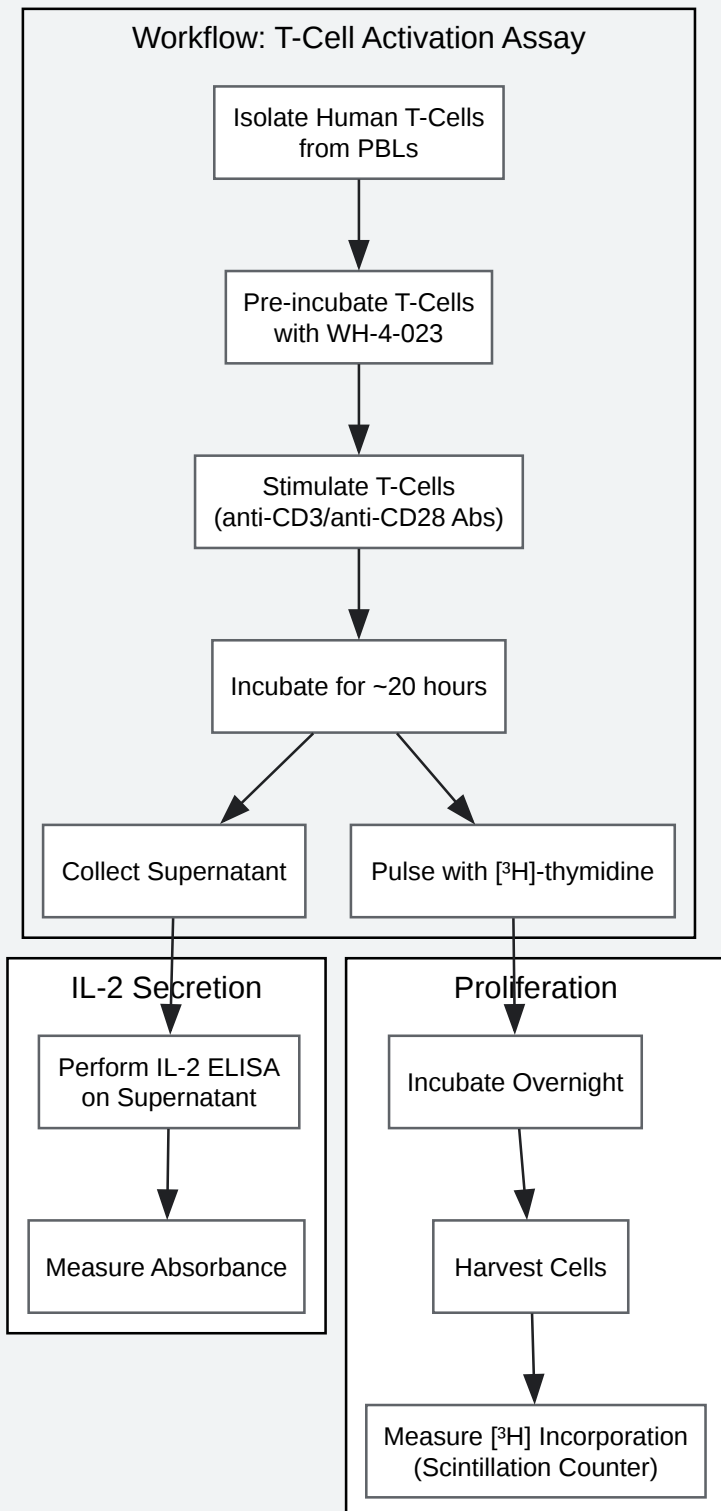 Workflow: T-Cell Activation Assay
Isolate Human T-Cells
from PBLs
Pre-incubate T-Cells
with WH-4-023
Stimulate T-Cells
(anti-CD3/anti-CD28 Abs)
Incubate for ~20 hours
Collect Supernatant
Pulse with [³H]-thymidine
IL-2 Secretion
Perform IL-2 ELISA
on Supernatant
Measure Absorbance
Proliferation
Incubate Overnight
Harvest Cells
Measure [³H] Incorporation
(Scintillation Counter)